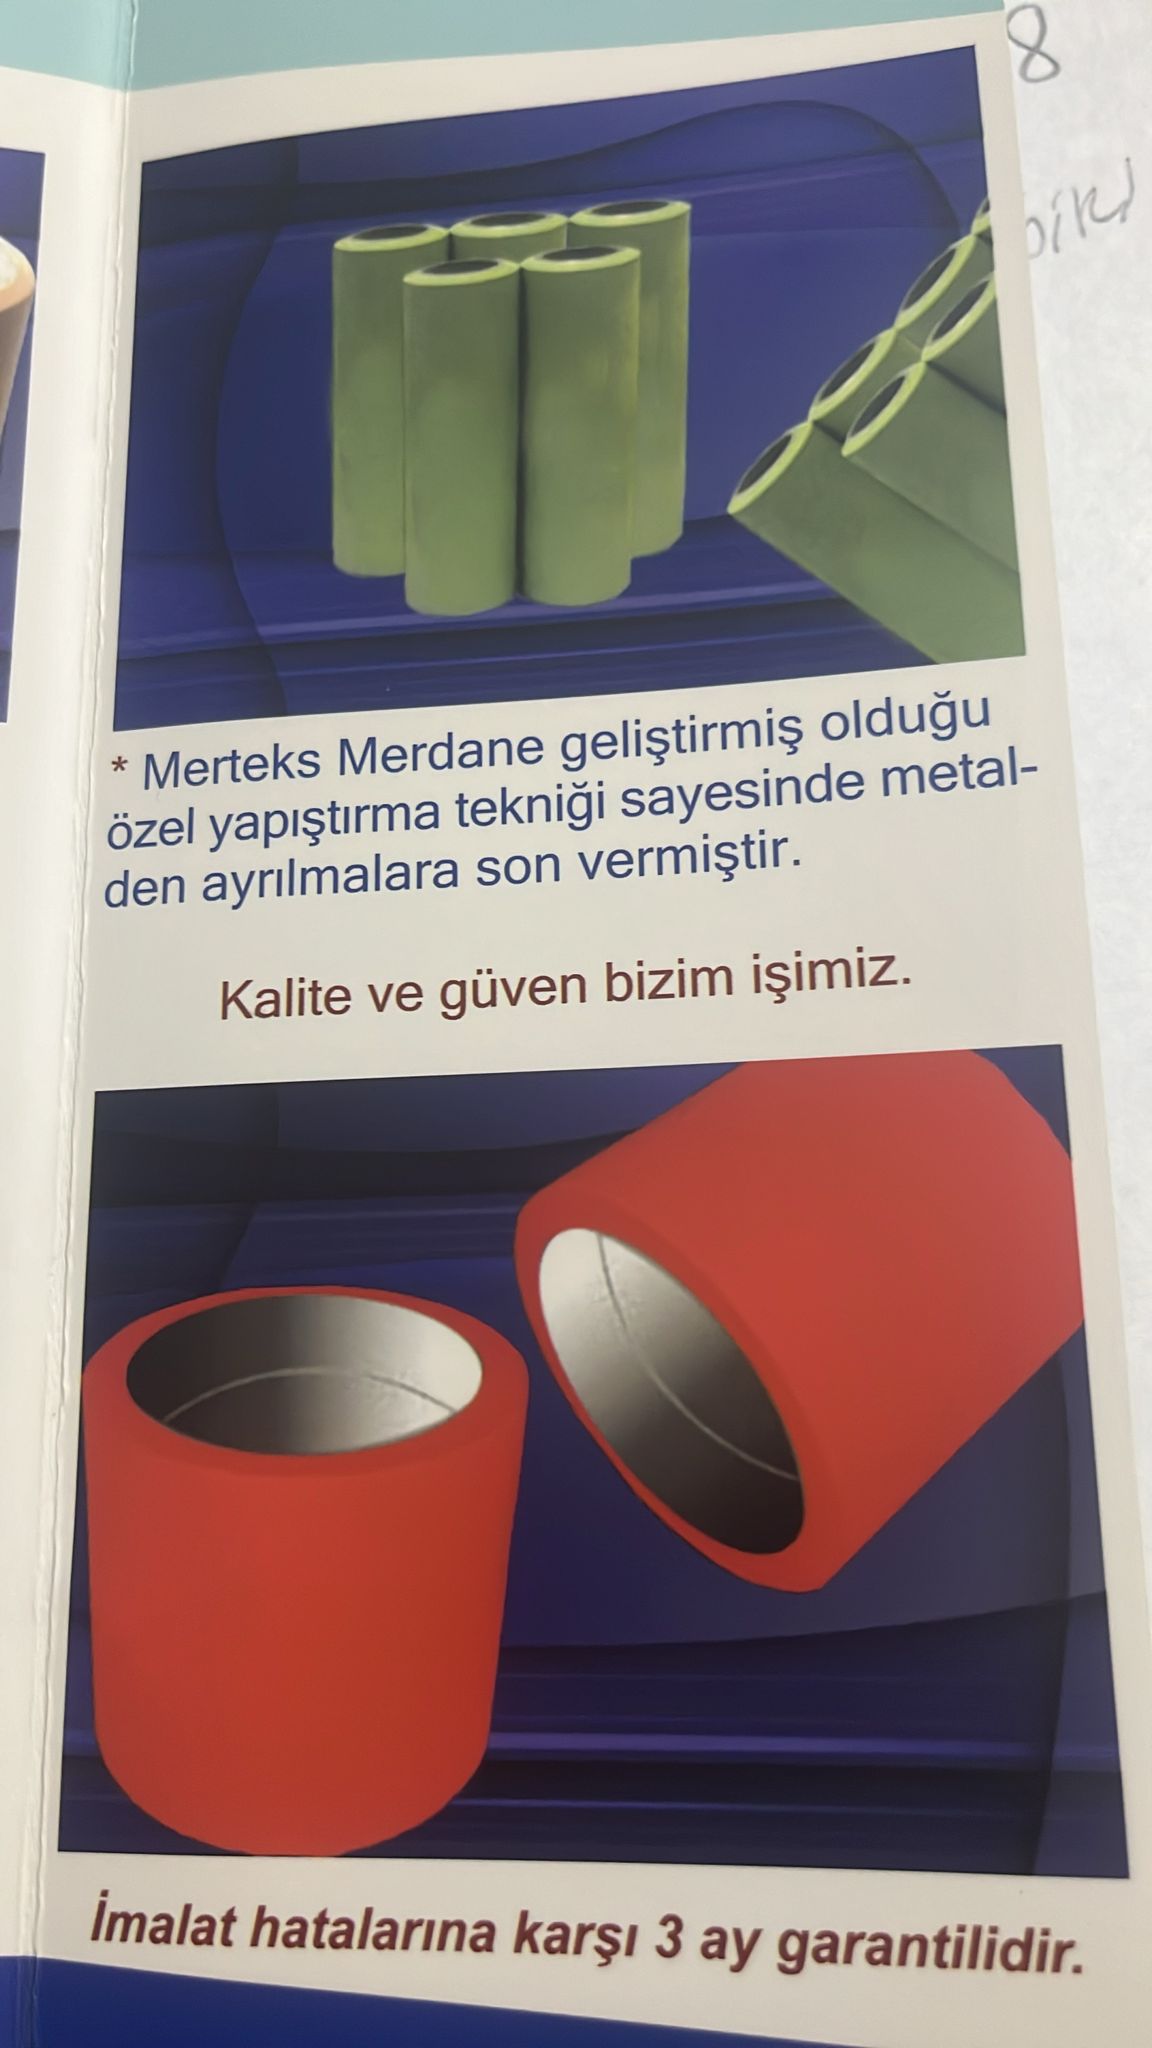 8
* Merteks Merdane geliştirmiş olduğu
özel yapıştırma tekniği sayesinde metal-
den ayrılmalara son vermiştir.
Kalite ve güven bizim işimiz.
İmalat hatalarına karşı 3 ay garantilidir.